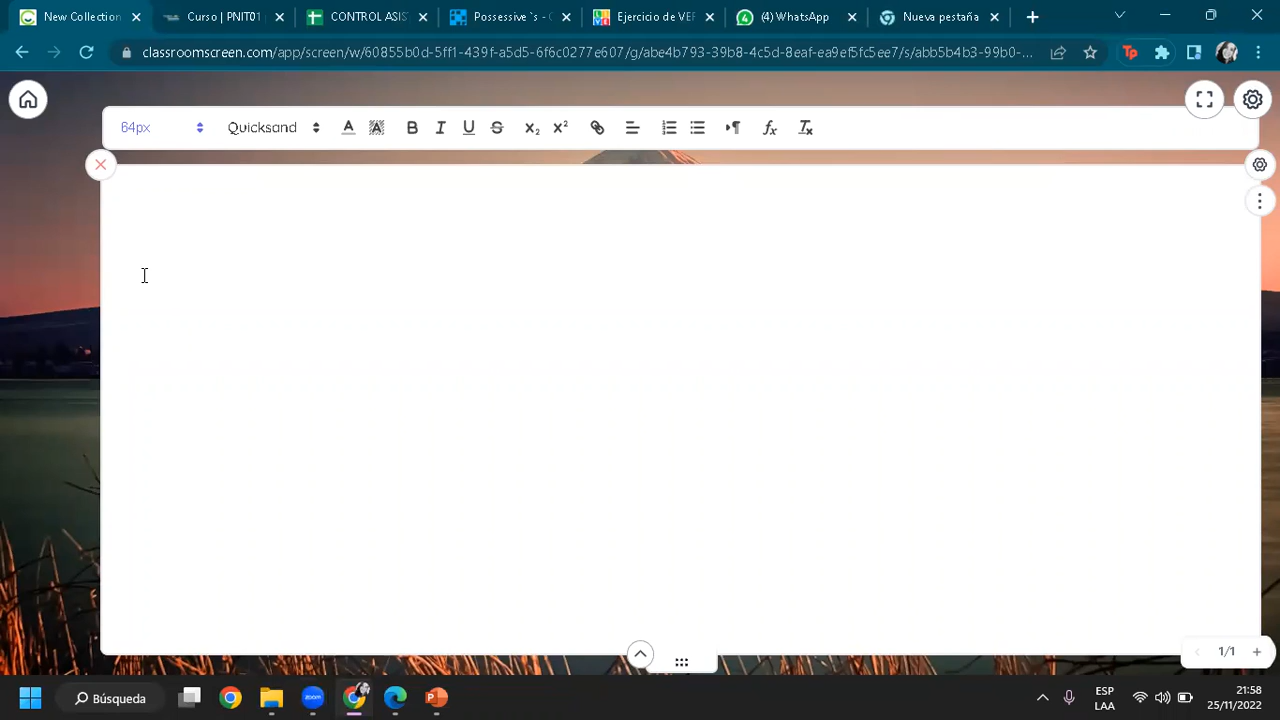 New Collection
Curso | PNIT01
CONTROL ASIS
Possessive `s - G
Ejercicio de VER
(4) WhatsApp
Nueva pestaña
classroomscreen.com/app/screen/w/60855b0d-5ff1-439f-a5d5-6f6c0277e607/g/abe4b793-39b8-4c5d-8eaf-ea9ef5fc5ee7/s/abb5b4b3-99b0-...
64px
Quicksand
1/1
Búsqueda
zoom
ESP
LAA
21:58
25/11/2022